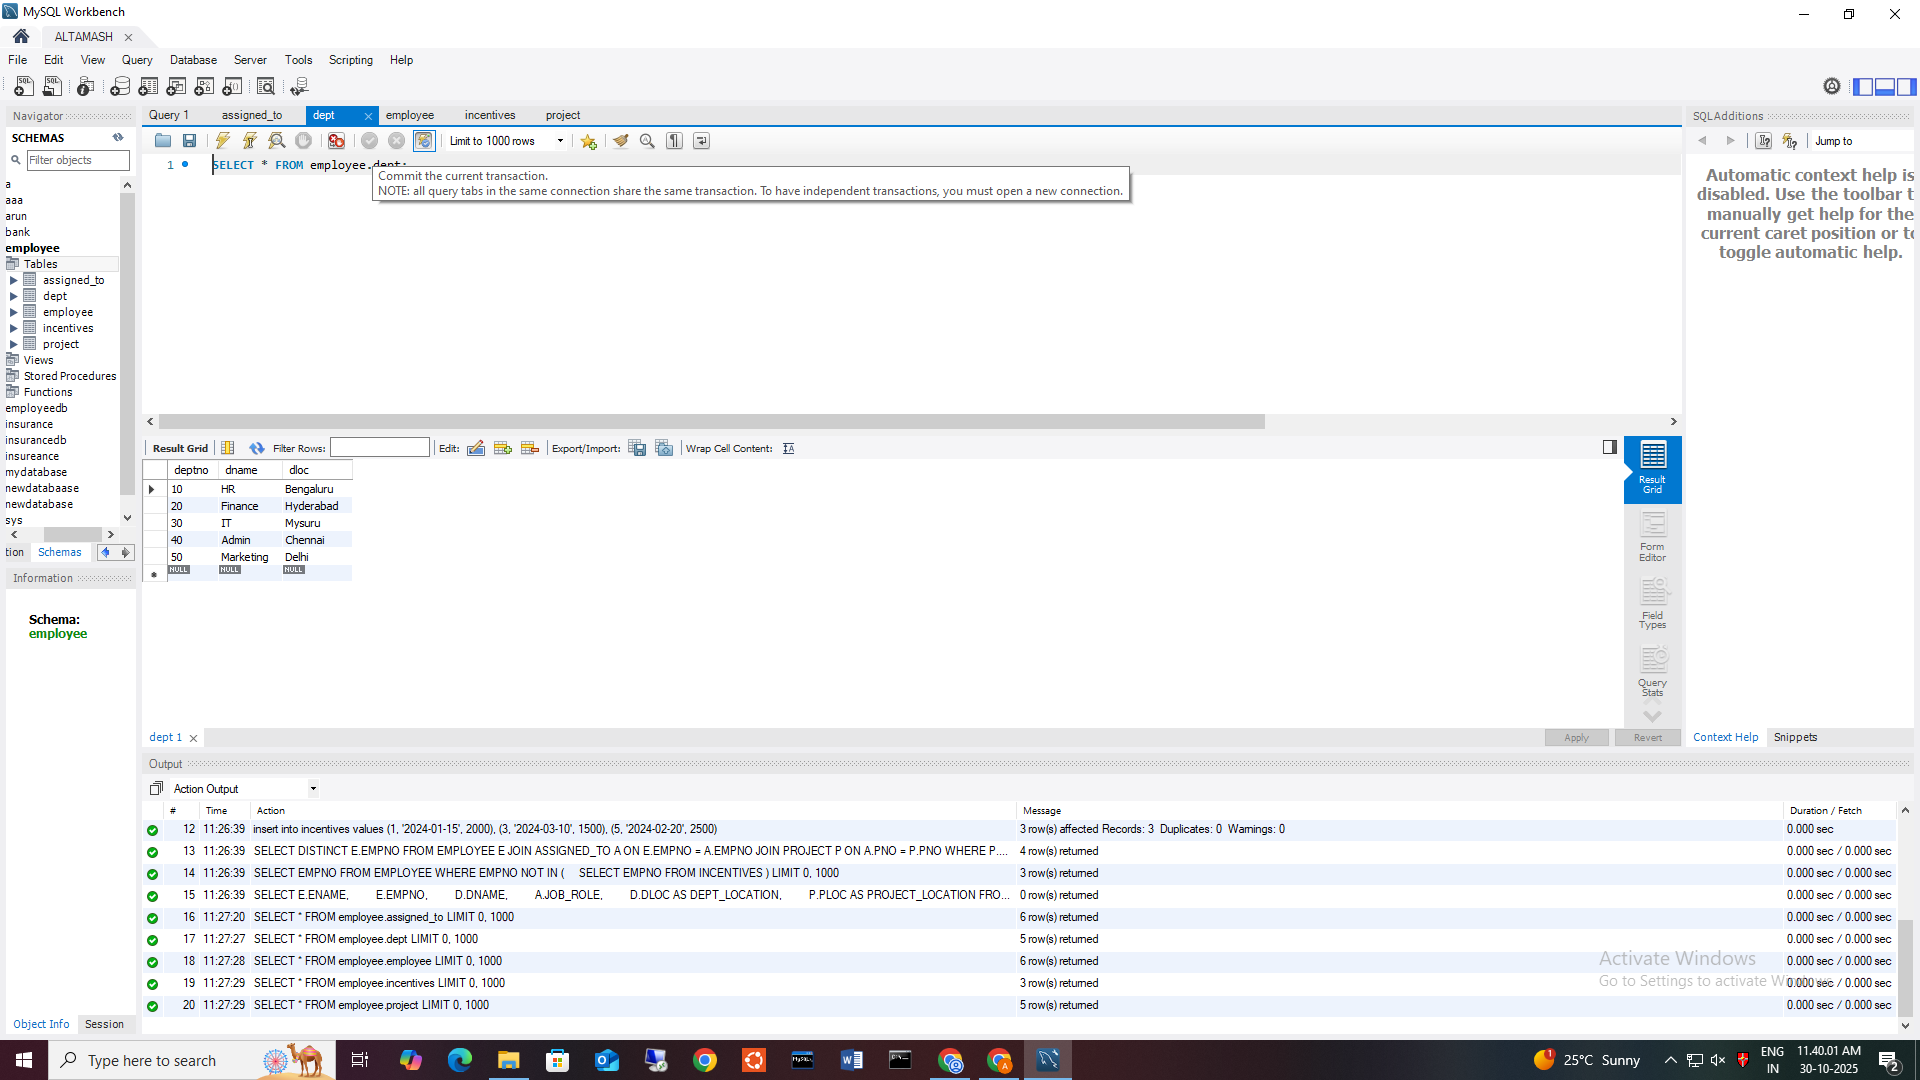 MySQL Workbench
ALTAMASH
File Edit View Query Database Server Tools Scripting Help
Navigator
SCHEMAS
Filter objects
a
aaa
arun
bank
employee
Tables
assigned_to
dept
employee
incentives
project
Views
Stored Procedures
Functions
employeedb
insurance
insurancedb
insureance
mydatabase
newdatabaase
newdatabase
sys
tion Schemas
Information
Schema:
employee
Object Info Session
Query 1 assigned_to dept employee incentives project
Limit to 1000 rows
1 SELECT * FROM employee.dept;
Commit the current transaction.
NOTE: all query tabs in the same connection share the same transaction. To have independent transactions, you must open a new connection.
Result Grid Filter Rows: Edit: Export/Import: Wrap Cell Content:
deptno dname dloc
10 HR Bengaluru
20 Finance Hyderabad
30 IT Mysuru
40 Admin Chennai
50 Marketing Delhi
NULL NULL NULL
Result Grid
Form Editor
Field Types
Query Stats
dept 1 Apply Revert
SQLAdditions
Jump to
Automatic context help is
disabled. Use the toolbar t
manually get help for the
current caret position or to
toggle automatic help.
Context Help Snippets
Output
Action Output
# Time Action Message Duration / Fetch
12 11:26:39 insert into incentives values (1, '2024-01-15', 2000), (3, '2024-03-10', 1500), (5, '2024-02-20', 2500) 3 row(s) affected Records: 3 Duplicates: 0 Warnings: 0 0.000 sec
13 11:26:39 SELECT DISTINCT E.EMPNO FROM EMPLOYEE E JOIN ASSIGNED_TO A ON E.EMPNO = A.EMPNO JOIN PROJECT P ON A.PNO = P.PNO WHERE P.... 4 row(s) returned 0.000 sec / 0.000 sec
14 11:26:39 SELECT EMPNO FROM EMPLOYEE WHERE EMPNO NOT IN ( SELECT EMPNO FROM INCENTIVES ) LIMIT 0, 1000 3 row(s) returned 0.000 sec / 0.000 sec
15 11:26:39 SELECT E.ENAME, E.EMPNO, D.DNAME, A.JOB_ROLE, D.DLOC AS DEPT_LOCATION, P.PLOC AS PROJECT_LOCATION FRO... 0 row(s) returned 0.000 sec / 0.000 sec
16 11:27:20 SELECT * FROM employee.assigned_to LIMIT 0, 1000 6 row(s) returned 0.000 sec / 0.000 sec
17 11:27:27 SELECT * FROM employee.dept LIMIT 0, 1000 5 row(s) returned 0.000 sec / 0.000 sec
18 11:27:28 SELECT * FROM employee.employee LIMIT 0, 1000 6 row(s) returned 0.000 sec / 0.000 sec
19 11:27:29 SELECT * FROM employee.incentives LIMIT 0, 1000 3 row(s) returned 0.000 sec / 0.000 sec
20 11:27:29 SELECT * FROM employee.project LIMIT 0, 1000 5 row(s) returned 0.000 sec / 0.000 sec
Activate Windows
Go to Settings to activate Windows.
Type here to search
25°C Sunny
ENG
IN
11.40.01 AM
30-10-2025
2